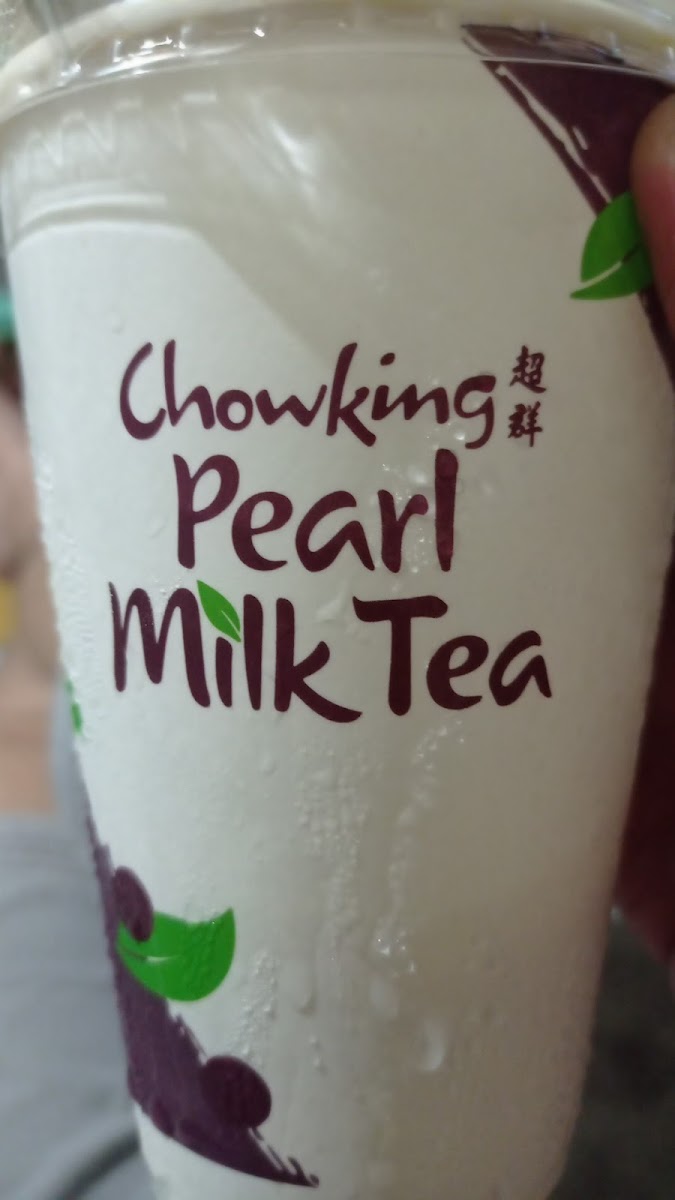 Chowking 超群
Pearl
Milk Tea